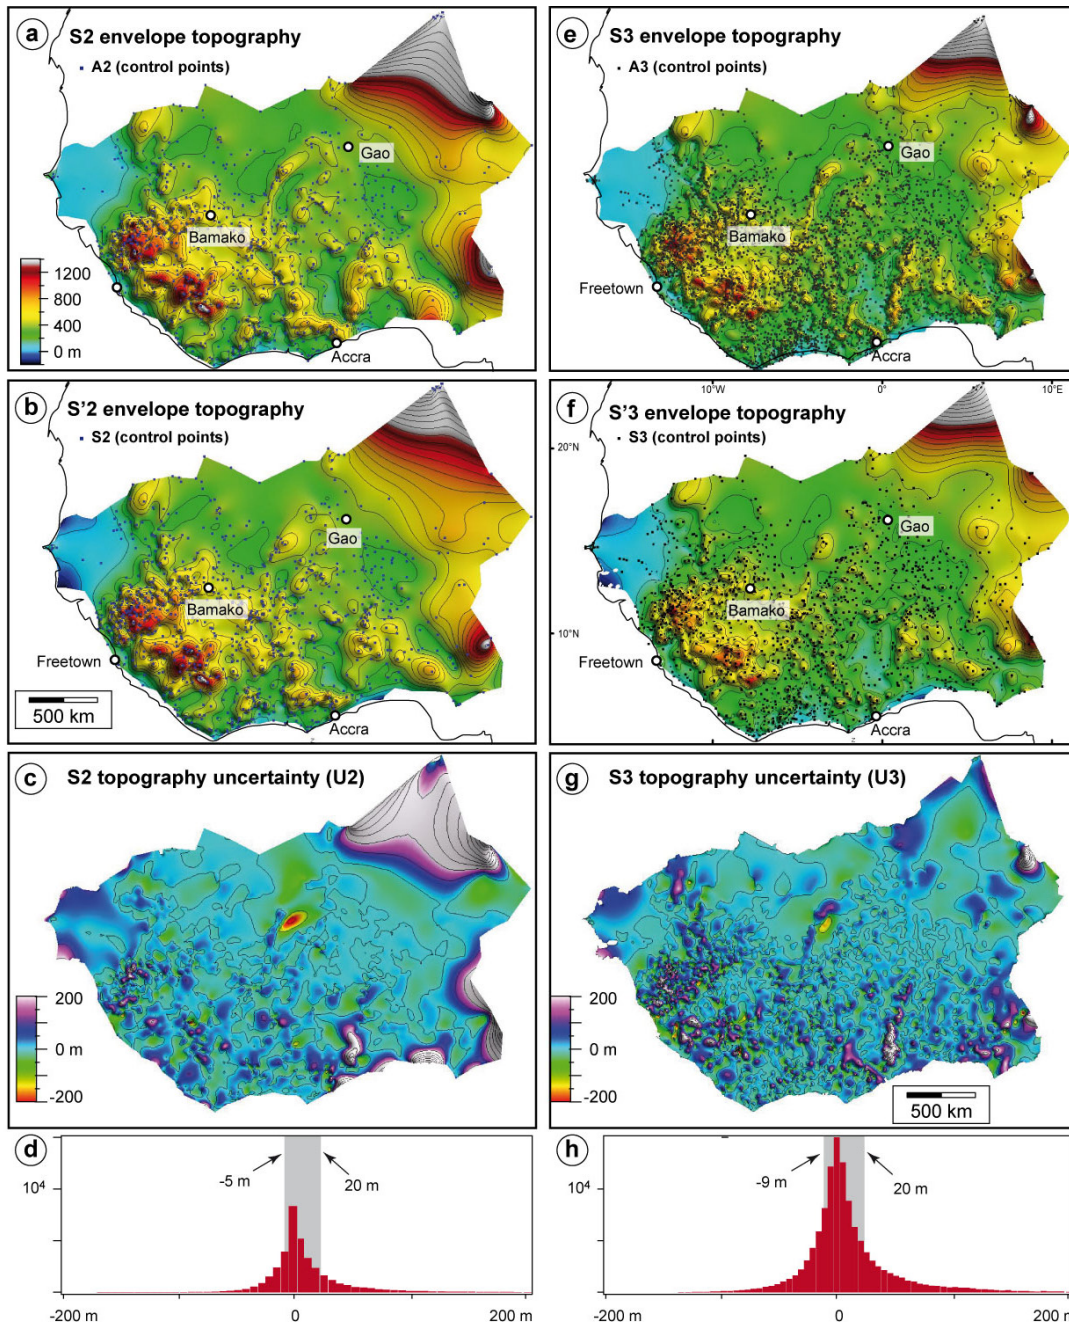 a
S2 envelope topography
A2 (control points)
Gao
Bamako
1200
800
400
0 m
Accra
b
S'2 envelope topography
S2 (control points)
Gao
Bamako
Freetown
500 km
Accra
c
S2 topography uncertainty (U2)
200
0 m
-200
d
-5 m
20 m
10⁴
-200 m
0
200 m
e
S3 envelope topography
A3 (control points)
Gao
Bamako
Freetown
Accra
10°W
0°
10°E
f
S'3 envelope topography
S3 (control points)
20°N
Gao
Bamako
10°N
Freetown
Accra
g
S3 topography uncertainty (U3)
200
0 m
-200
500 km
h
-9 m
20 m
10⁴
-200 m
0
200 m